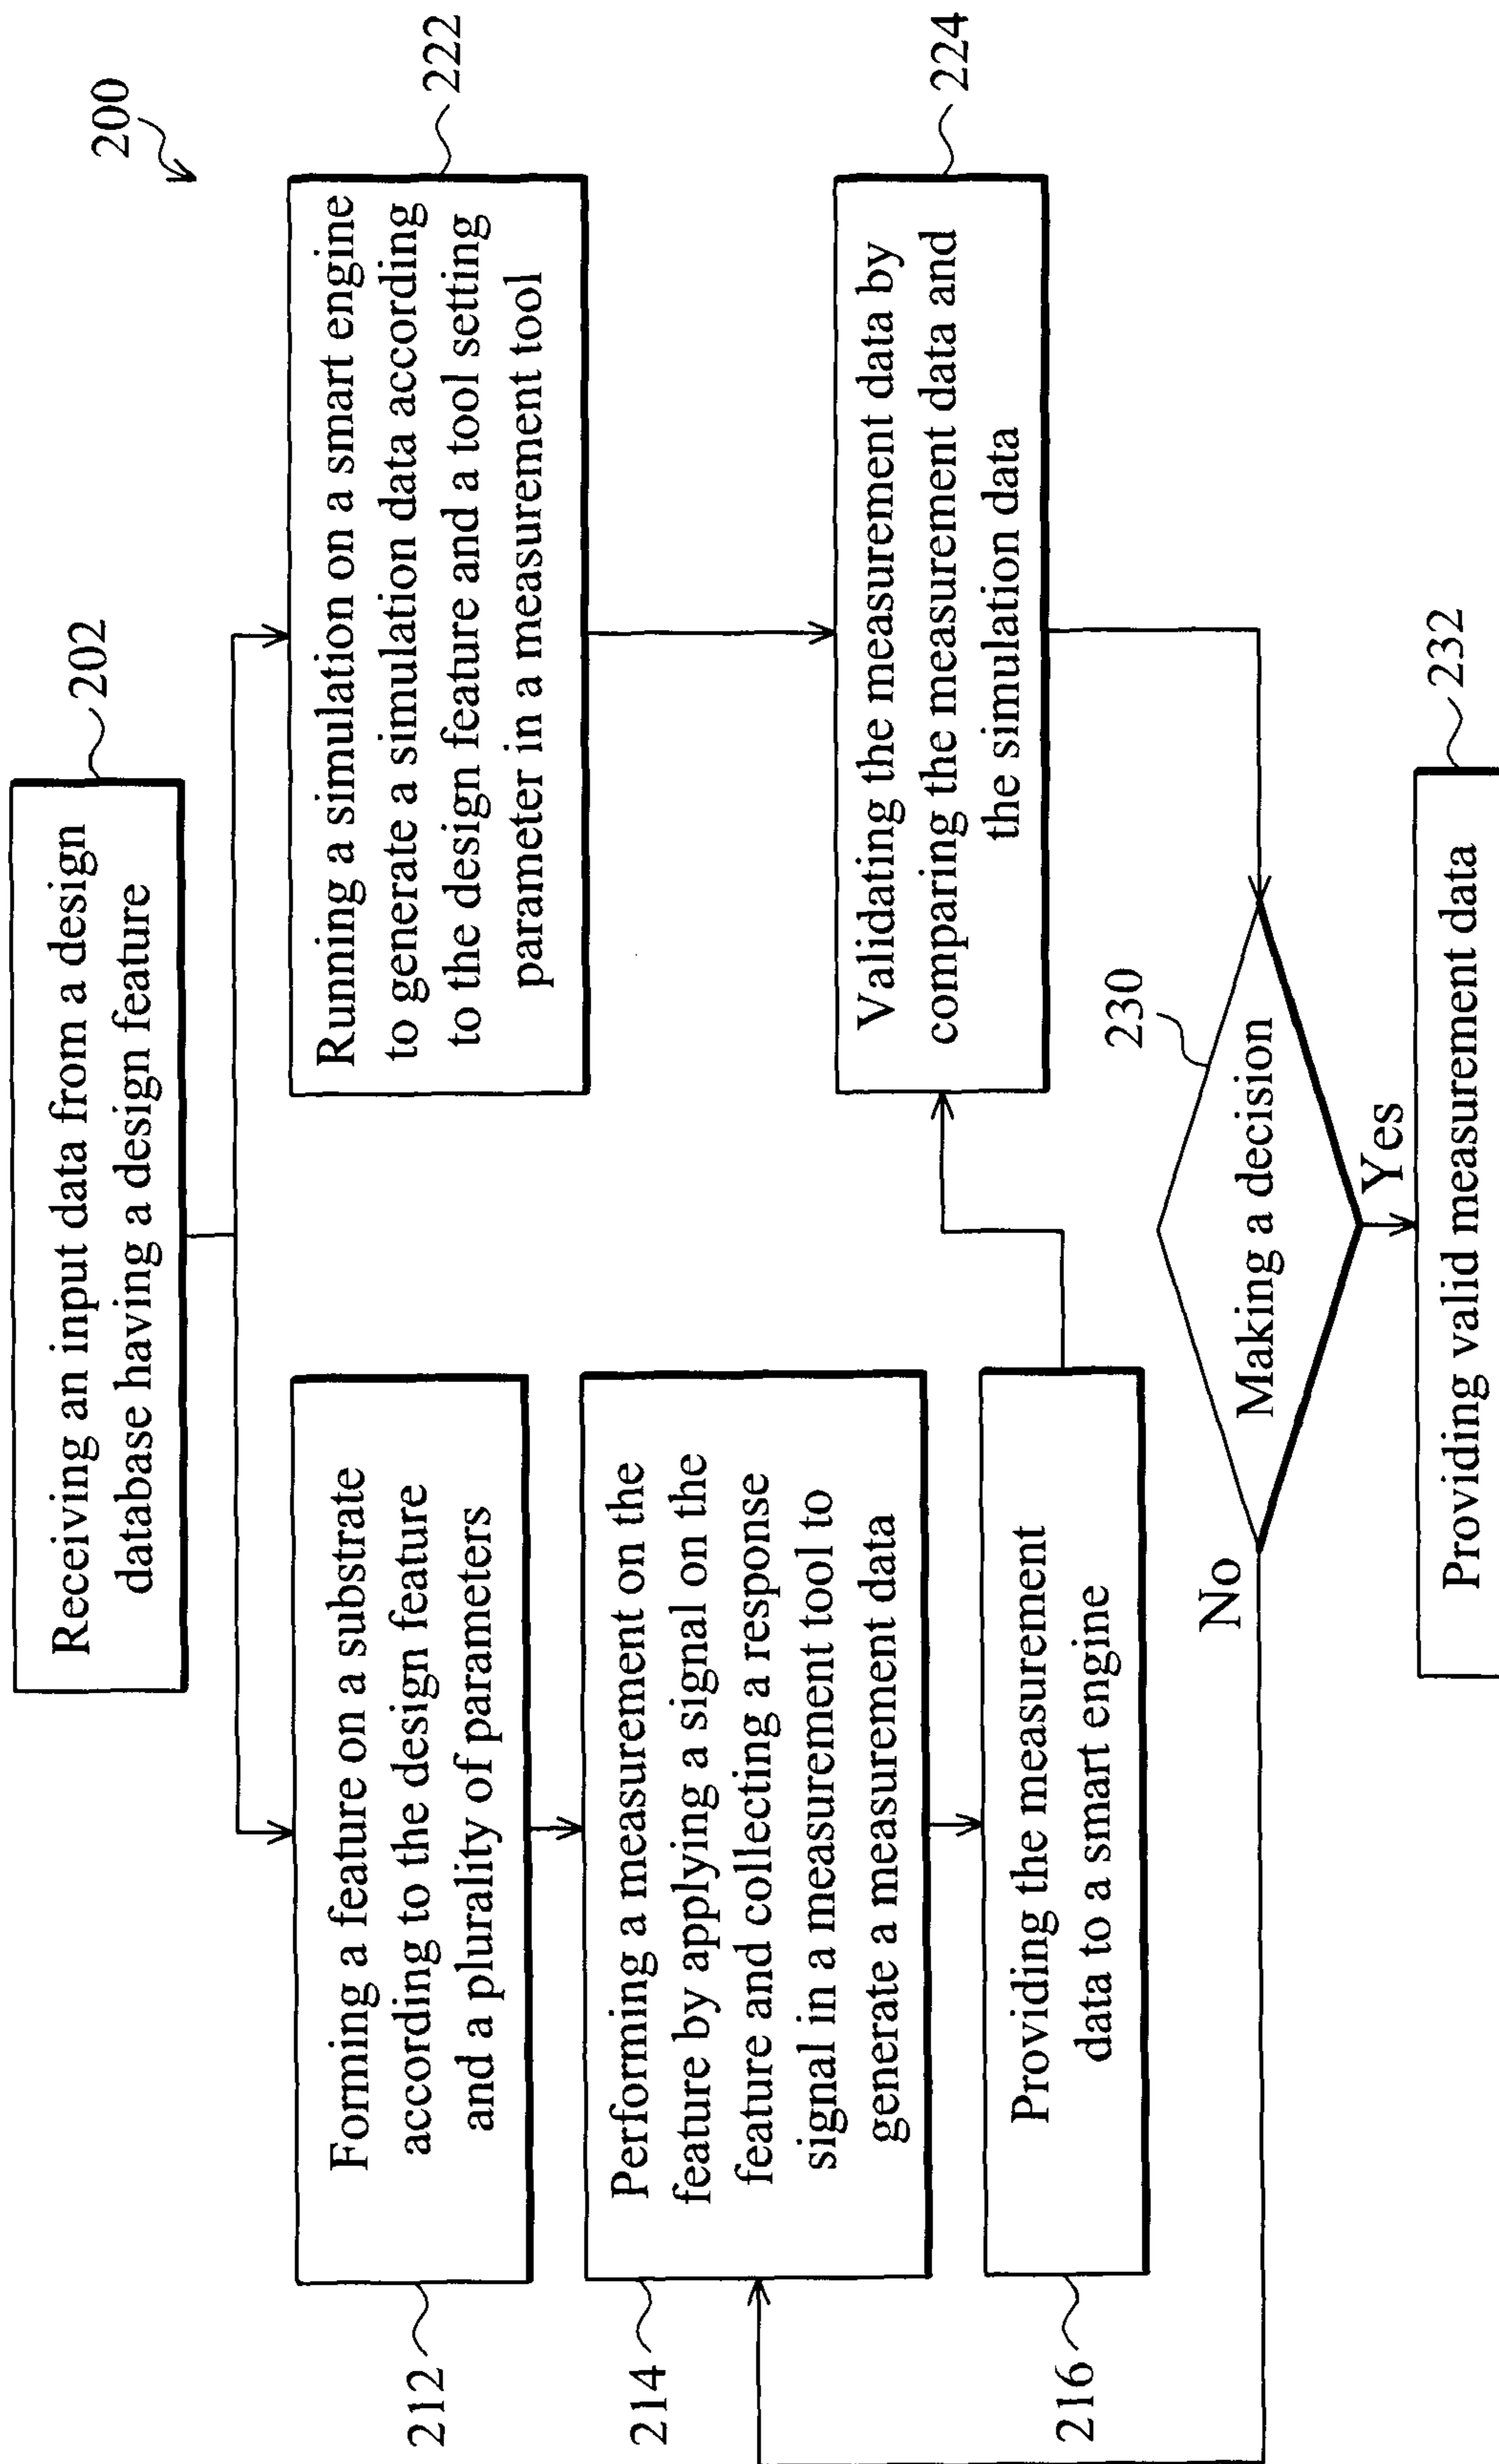 200
Receiving an input data from a design
database having a design feature
202
212
Forming a feature on a substrate
according to the design feature
and a plurality of parameters
Running a simulation on a smart engine
to generate a simulation data according
to the design feature and a tool setting
parameter in a measurement tool
222
214
Performing a measurement on the
feature by applying a signal on the
feature and collecting a response
signal in a measurement tool to
generate a measurement data
Validating the measurement data by
comparing the measurement data and
the simulation data
224
216
Providing the measurement
data to a smart engine
230
Making a decision
No
Yes
Providing valid measurement data
232